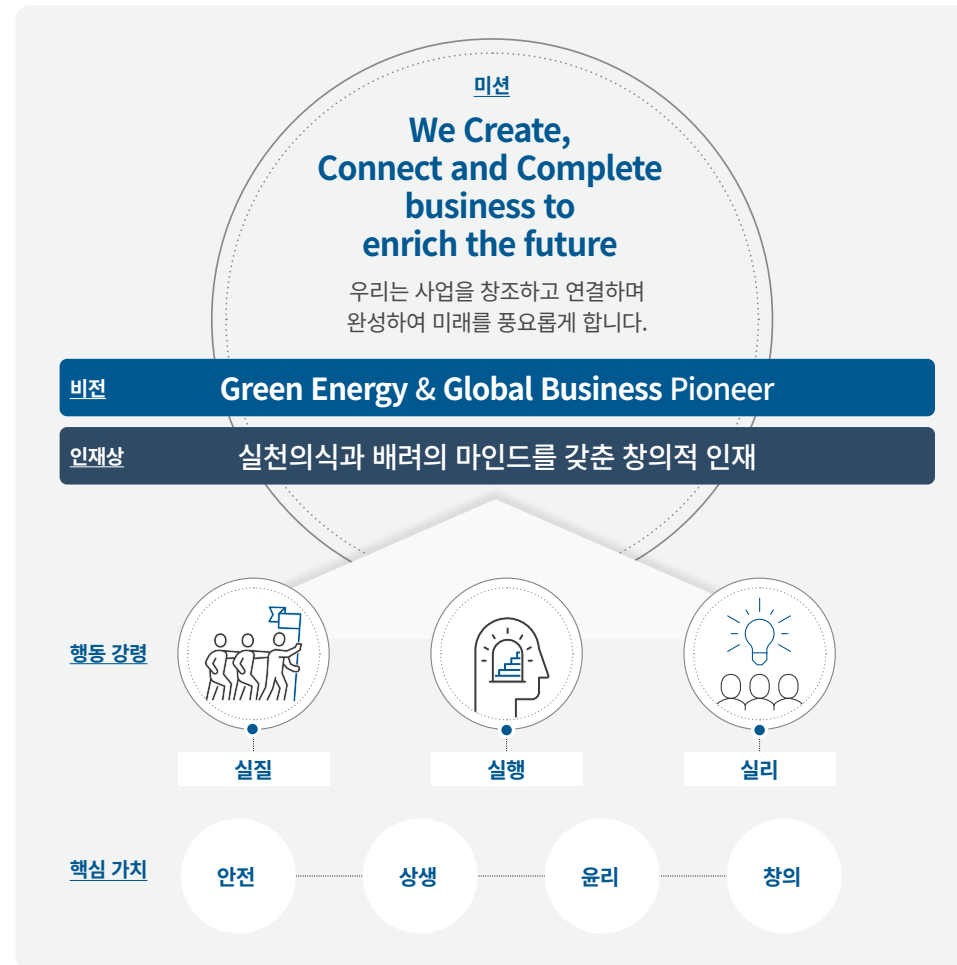 미션
We Create,
Connect and Complete
business to
enrich the future
우리는 사업을 창조하고 연결하며
완성하여 미래를 풍요롭게 합니다.
비전 Green Energy & Global Business Pioneer
인재상 실천의식과 배려의 마인드를 갖춘 창의적 인재
행동 강령
실질 실행 실리
핵심 가치 안전 상생 윤리 창의